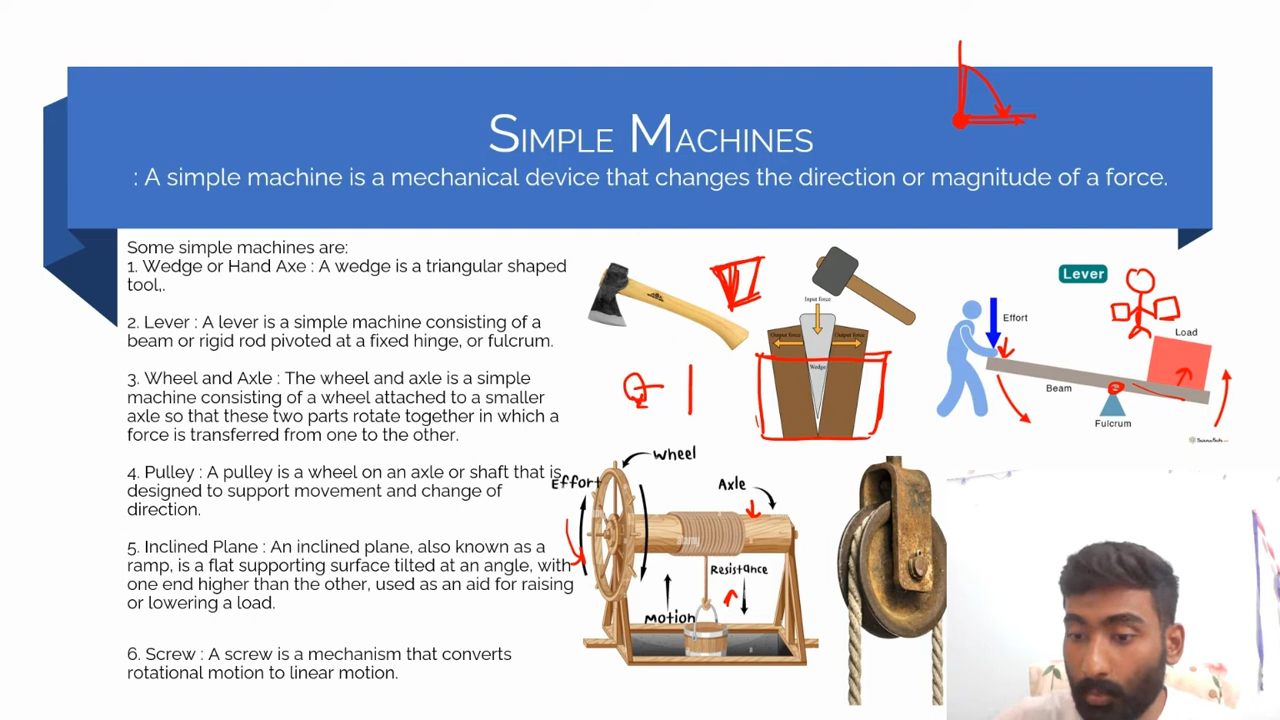 SIMPLE MACHINES
: A simple machine is a mechanical device that changes the direction or magnitude of a force.
Some simple machines are:
1. Wedge or Hand Axe : A wedge is a triangular shaped
tool,.
2. Lever : A lever is a simple machine consisting of a
beam or rigid rod pivoted at a fixed hinge, or fulcrum.
3. Wheel and Axle : The wheel and axle is a simple
machine consisting of a wheel attached to a smaller
axle so that these two parts rotate together in which a
force is transferred from one to the other.
4. Pulley : A pulley is a wheel on an axle or shaft that is
designed to support movement and change of
direction.
5. Inclined Plane : An inclined plane, also known as a
ramp, is a flat supporting surface tilted at an angle, with
one end higher than the other, used as an aid for raising
or lowering a load.
6. Screw : A screw is a mechanism that converts
rotational motion to linear motion.
Input force
Output force
Output force
Wedge
Q-1
Lever
Effort
Load
Beam
Fulcrum
ScienceFacts.net
Wheel
Effort
Axle
alamy
Resistance
Motion